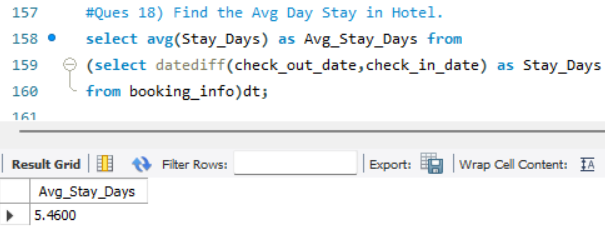 157 #Ques 18) Find the Avg Day Stay in Hotel.
158 select avg(Stay_Days) as Avg_Stay_Days from
159 (select datediff(check_out_date,check_in_date) as Stay_Days
160 from booking_info)dt;
161
Result Grid Filter Rows: Export: Wrap Cell Content: IA
Avg_Stay_Days
5.4600